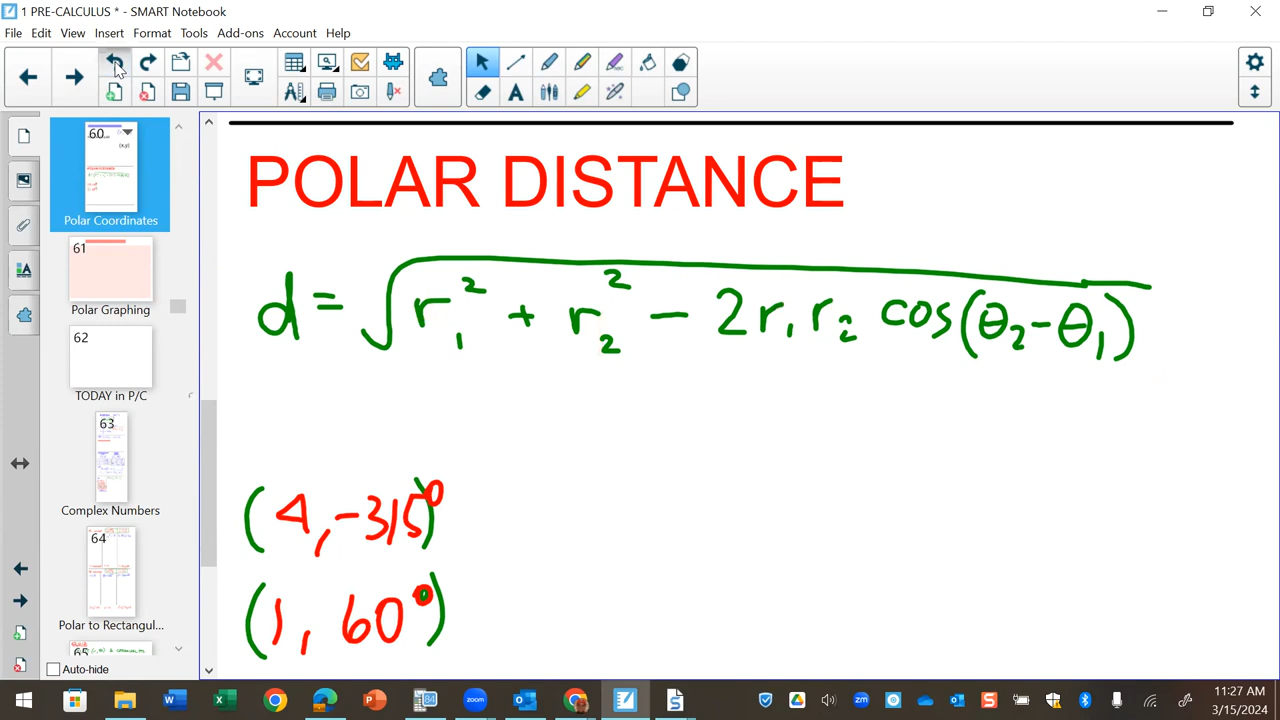 1 PRE-CALCULUS * - SMART Notebook
File Edit View Insert Format Tools Add-ons Account Help
60
Polar Coordinates
61
Polar Graphing
62
TODAY in P/C
63
Complex Numbers
64
Polar to Rectangul...
65
Auto-hide
POLAR DISTANCE
d = √(r₁² + r₂² - 2r₁r₂ cos(θ₂-θ₁))
(4, -315°)
(1, 60°)
zoom
11:27 AM
3/15/2024